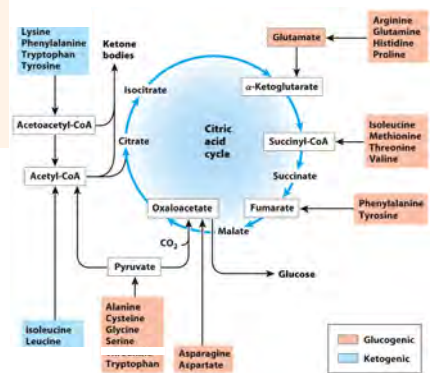 Lysine
Phenylalanine
Tryptophan
Tyrosine
Ketone
bodies
Glutamate
Arginine
Glutamine
Histidine
Proline
Isocitrate
α-Ketoglutarate
Acetoacetyl-CoA
Citrate
Citric
acid
cycle
Succinyl-CoA
Isoleucine
Methionine
Threonine
Valine
Acetyl-CoA
Succinate
Oxaloacetate
Fumarate
Phenylalanine
Tyrosine
Malate
CO2
Pyruvate
Glucose
Isoleucine
Leucine
Alanine
Cysteine
Glycine
Serine
Tryptophan
Asparagine
Aspartate
Glucogenic
Ketogenic